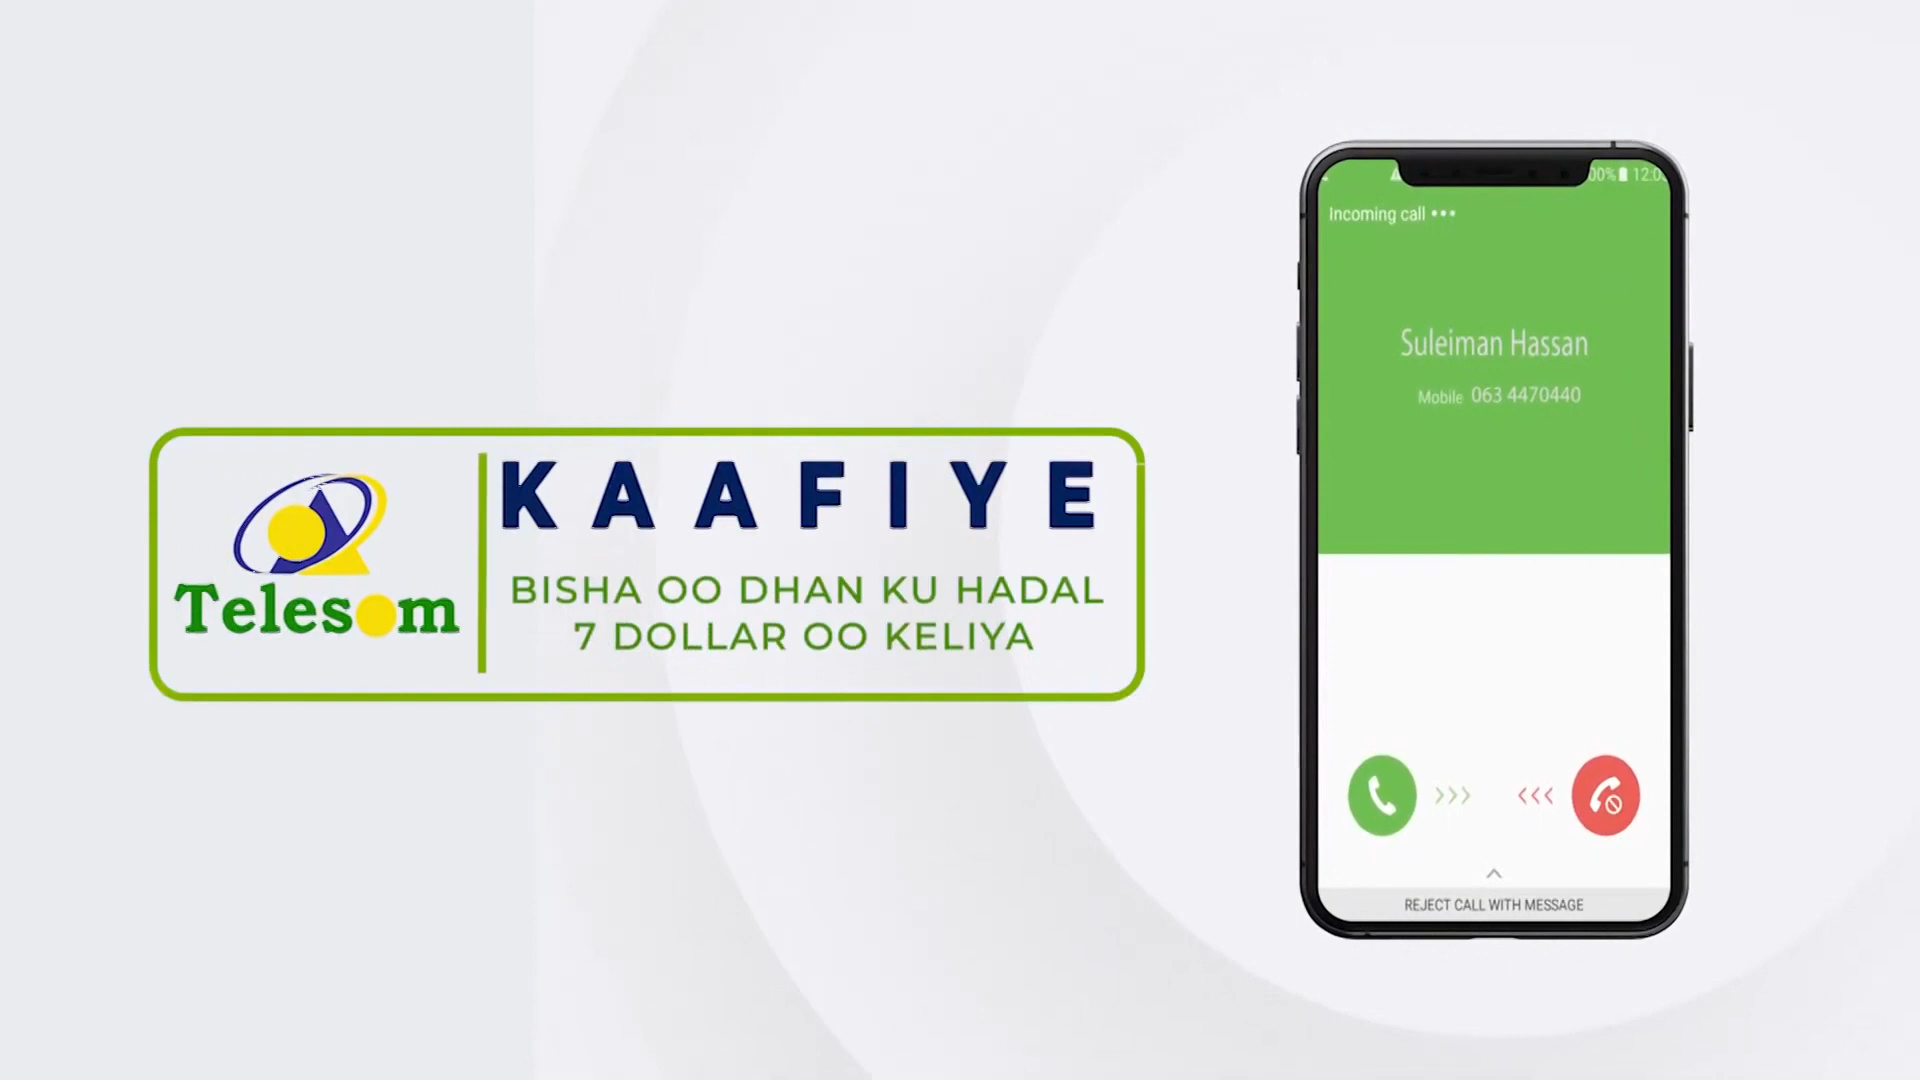 Telesom
KAAFIYE
BISHA OO DHAN KU HADAL
7 DOLLAR OO KELIYA
Incoming call •••
Suleiman Hassan
Mobile 063 4470440
REJECT CALL WITH MESSAGE